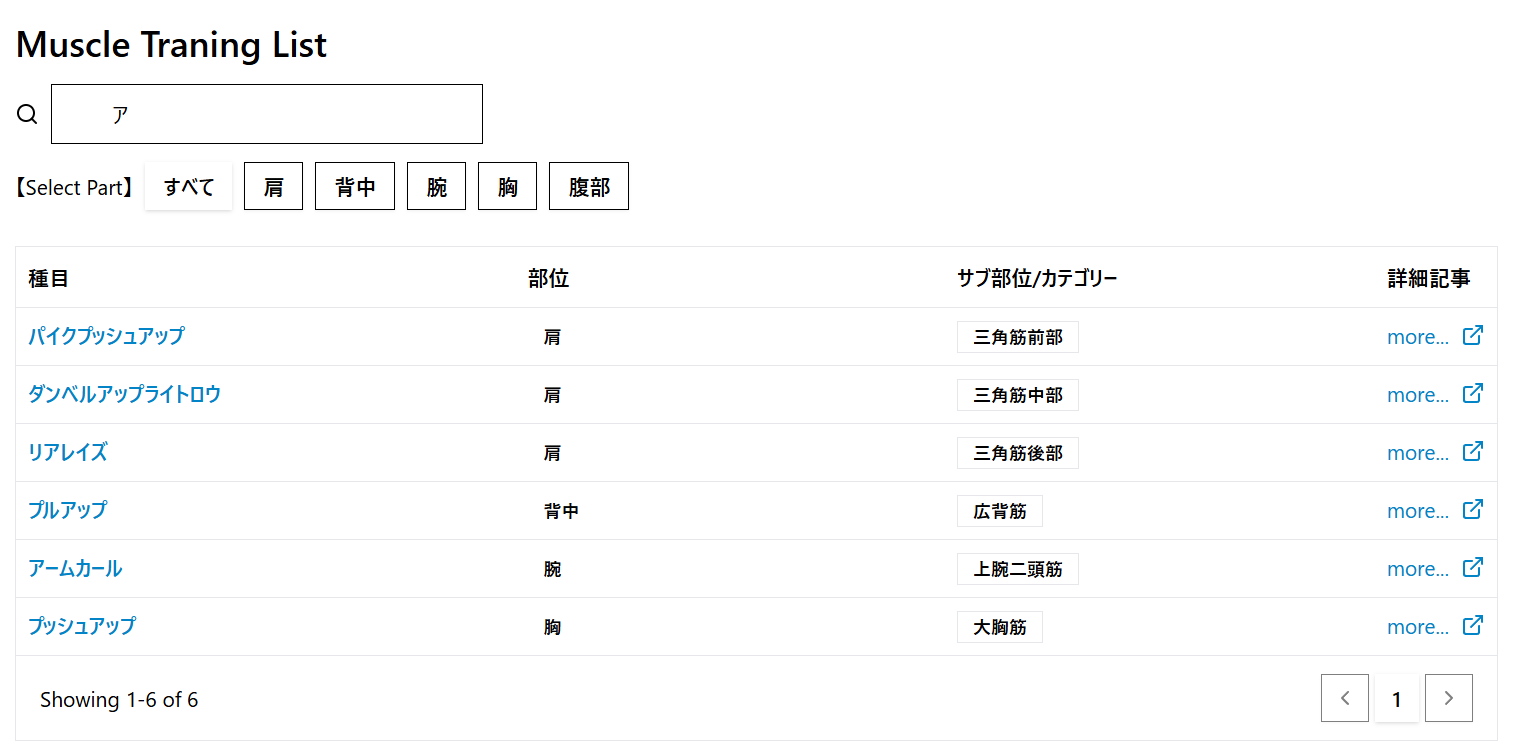 Muscle Traning List
ア
【Select Part】 すべて 肩 背中 腕 胸 腹部
種目 部位 サブ部位/カテゴリー 詳細記事
パイクプッシュアップ 肩 三角筋前部 more...
ダンベルアップライトロウ 肩 三角筋中部 more...
リアレイズ 肩 三角筋後部 more...
プルアップ 背中 広背筋 more...
アームカール 腕 上腕二頭筋 more...
プッシュアップ 胸 大胸筋 more...
Showing 1-6 of 6 1